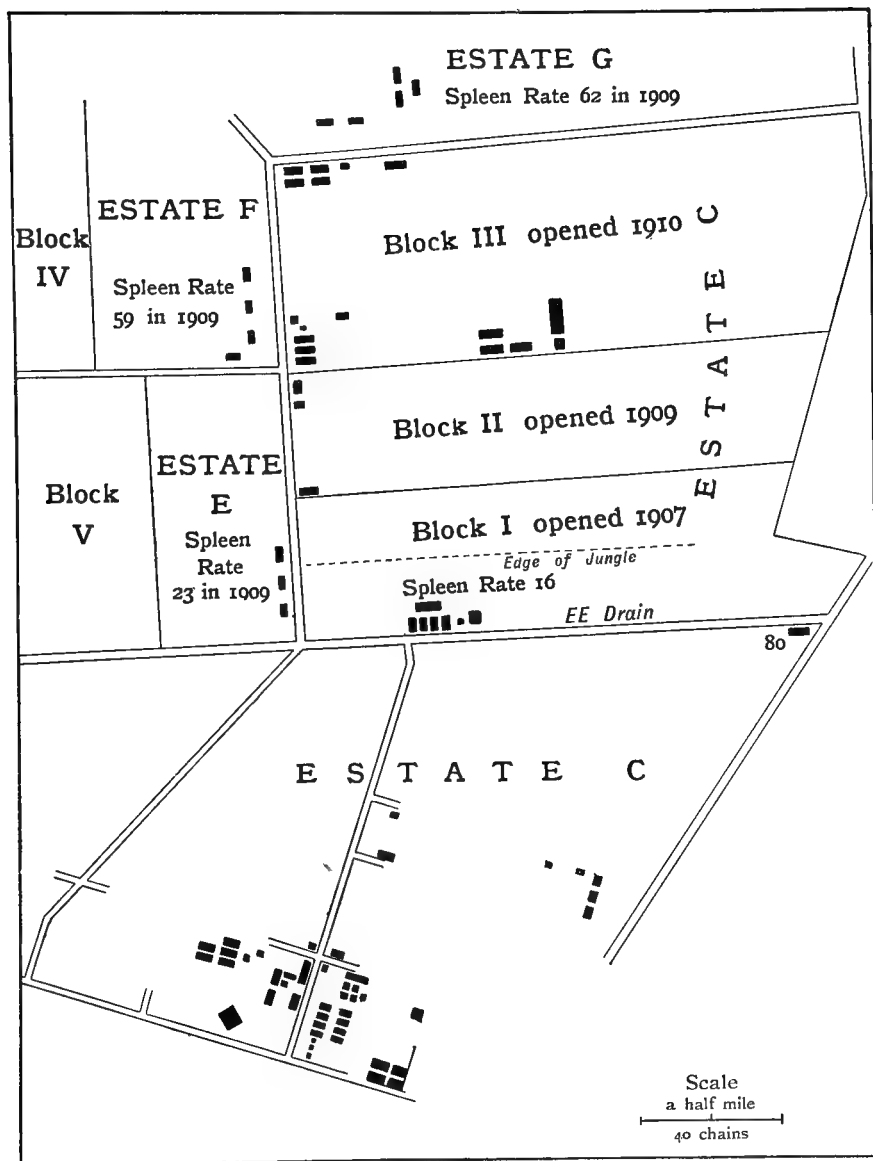 ESTATE G
Spleen Rate 62 in 1909
ESTATE F
Block
IV
Spleen Rate
59 in 1909
Block III opened 1910
ESTATE C
Block II opened 1909
ESTATE
E
Block
V
Spleen
Rate
23 in 1909
Block I opened 1907
Edge of Jungle
Spleen Rate 16
EE Drain
80
ESTATE C
Scale
a half mile
40 chains